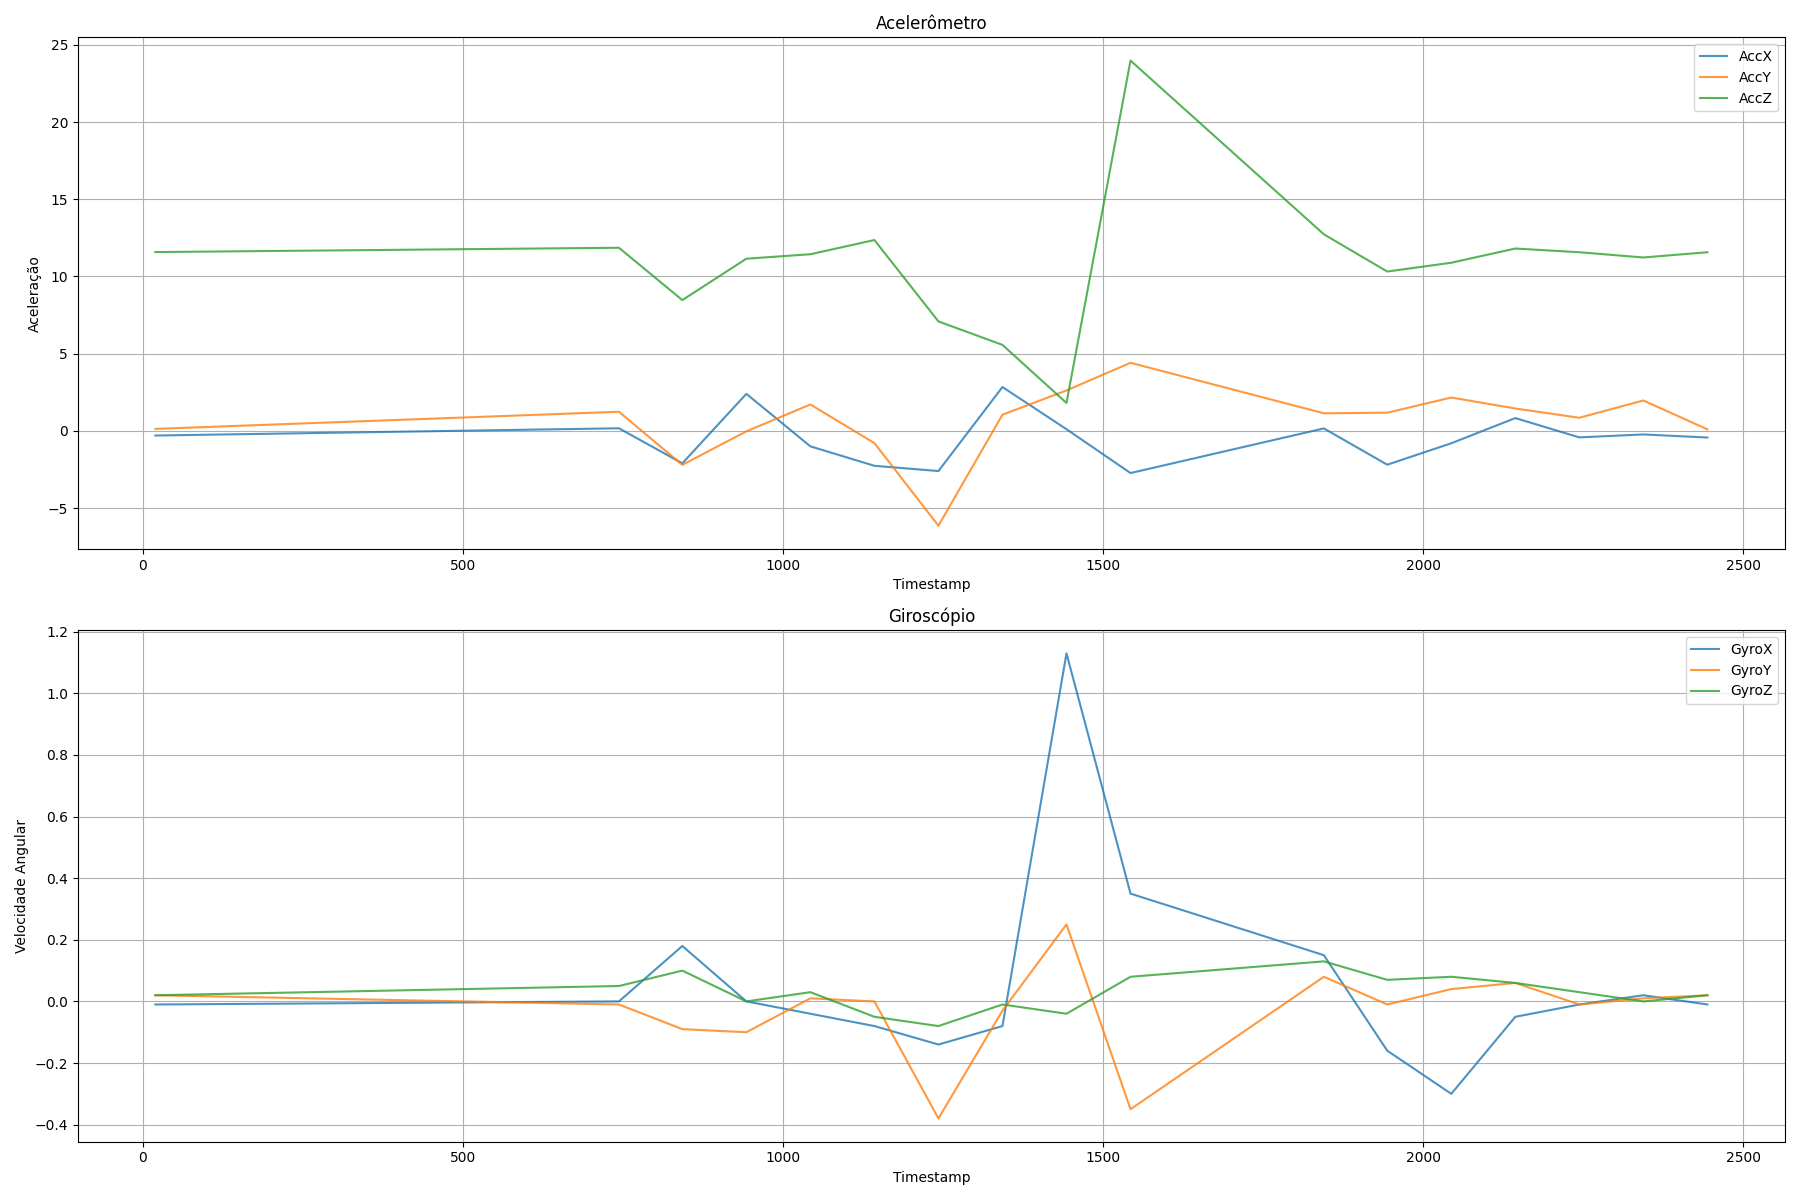 Acelerômetro
25
20
15
10
5
0
−5
Aceleração
AccX
AccY
AccZ
0 500 1000 1500 2000 2500
Timestamp
Giroscópio
1.2
1.0
0.8
0.6
0.4
0.2
0.0
−0.2
−0.4
Velocidade Angular
GyroX
GyroY
GyroZ
0 500 1000 1500 2000 2500
Timestamp